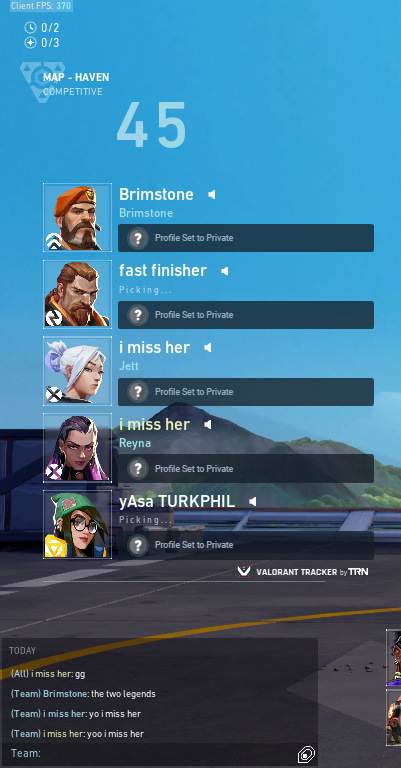 Client FPS: 370
0/2
0/3
MAP - HAVEN
COMPETITIVE
45
Brimstone
Brimstone
? Profile Set to Private
fast finisher
Picking...
? Profile Set to Private
i miss her
Jett
? Profile Set to Private
i miss her
Reyna
? Profile Set to Private
yAsa TURKPHIL
Picking...
? Profile Set to Private
VALORANT TRACKER by TRN
TODAY
(All) i miss her: gg
(Team) Brimstone: the two legends
(Team) i miss her: yo i miss her
(Team) i miss her: yoo i miss her
Team: